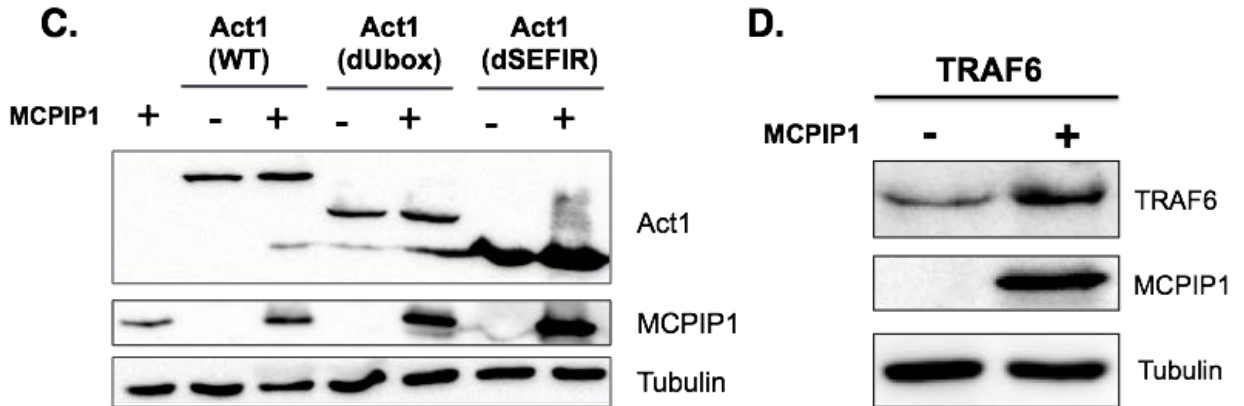 C.
Act1 (WT)
Act1 (dUbox)
Act1 (dSEFIR)
MCPIP1 + - + - + - +
Act1
MCPIP1
Tubulin
D.
TRAF6
MCPIP1 - +
TRAF6
MCPIP1
Tubulin